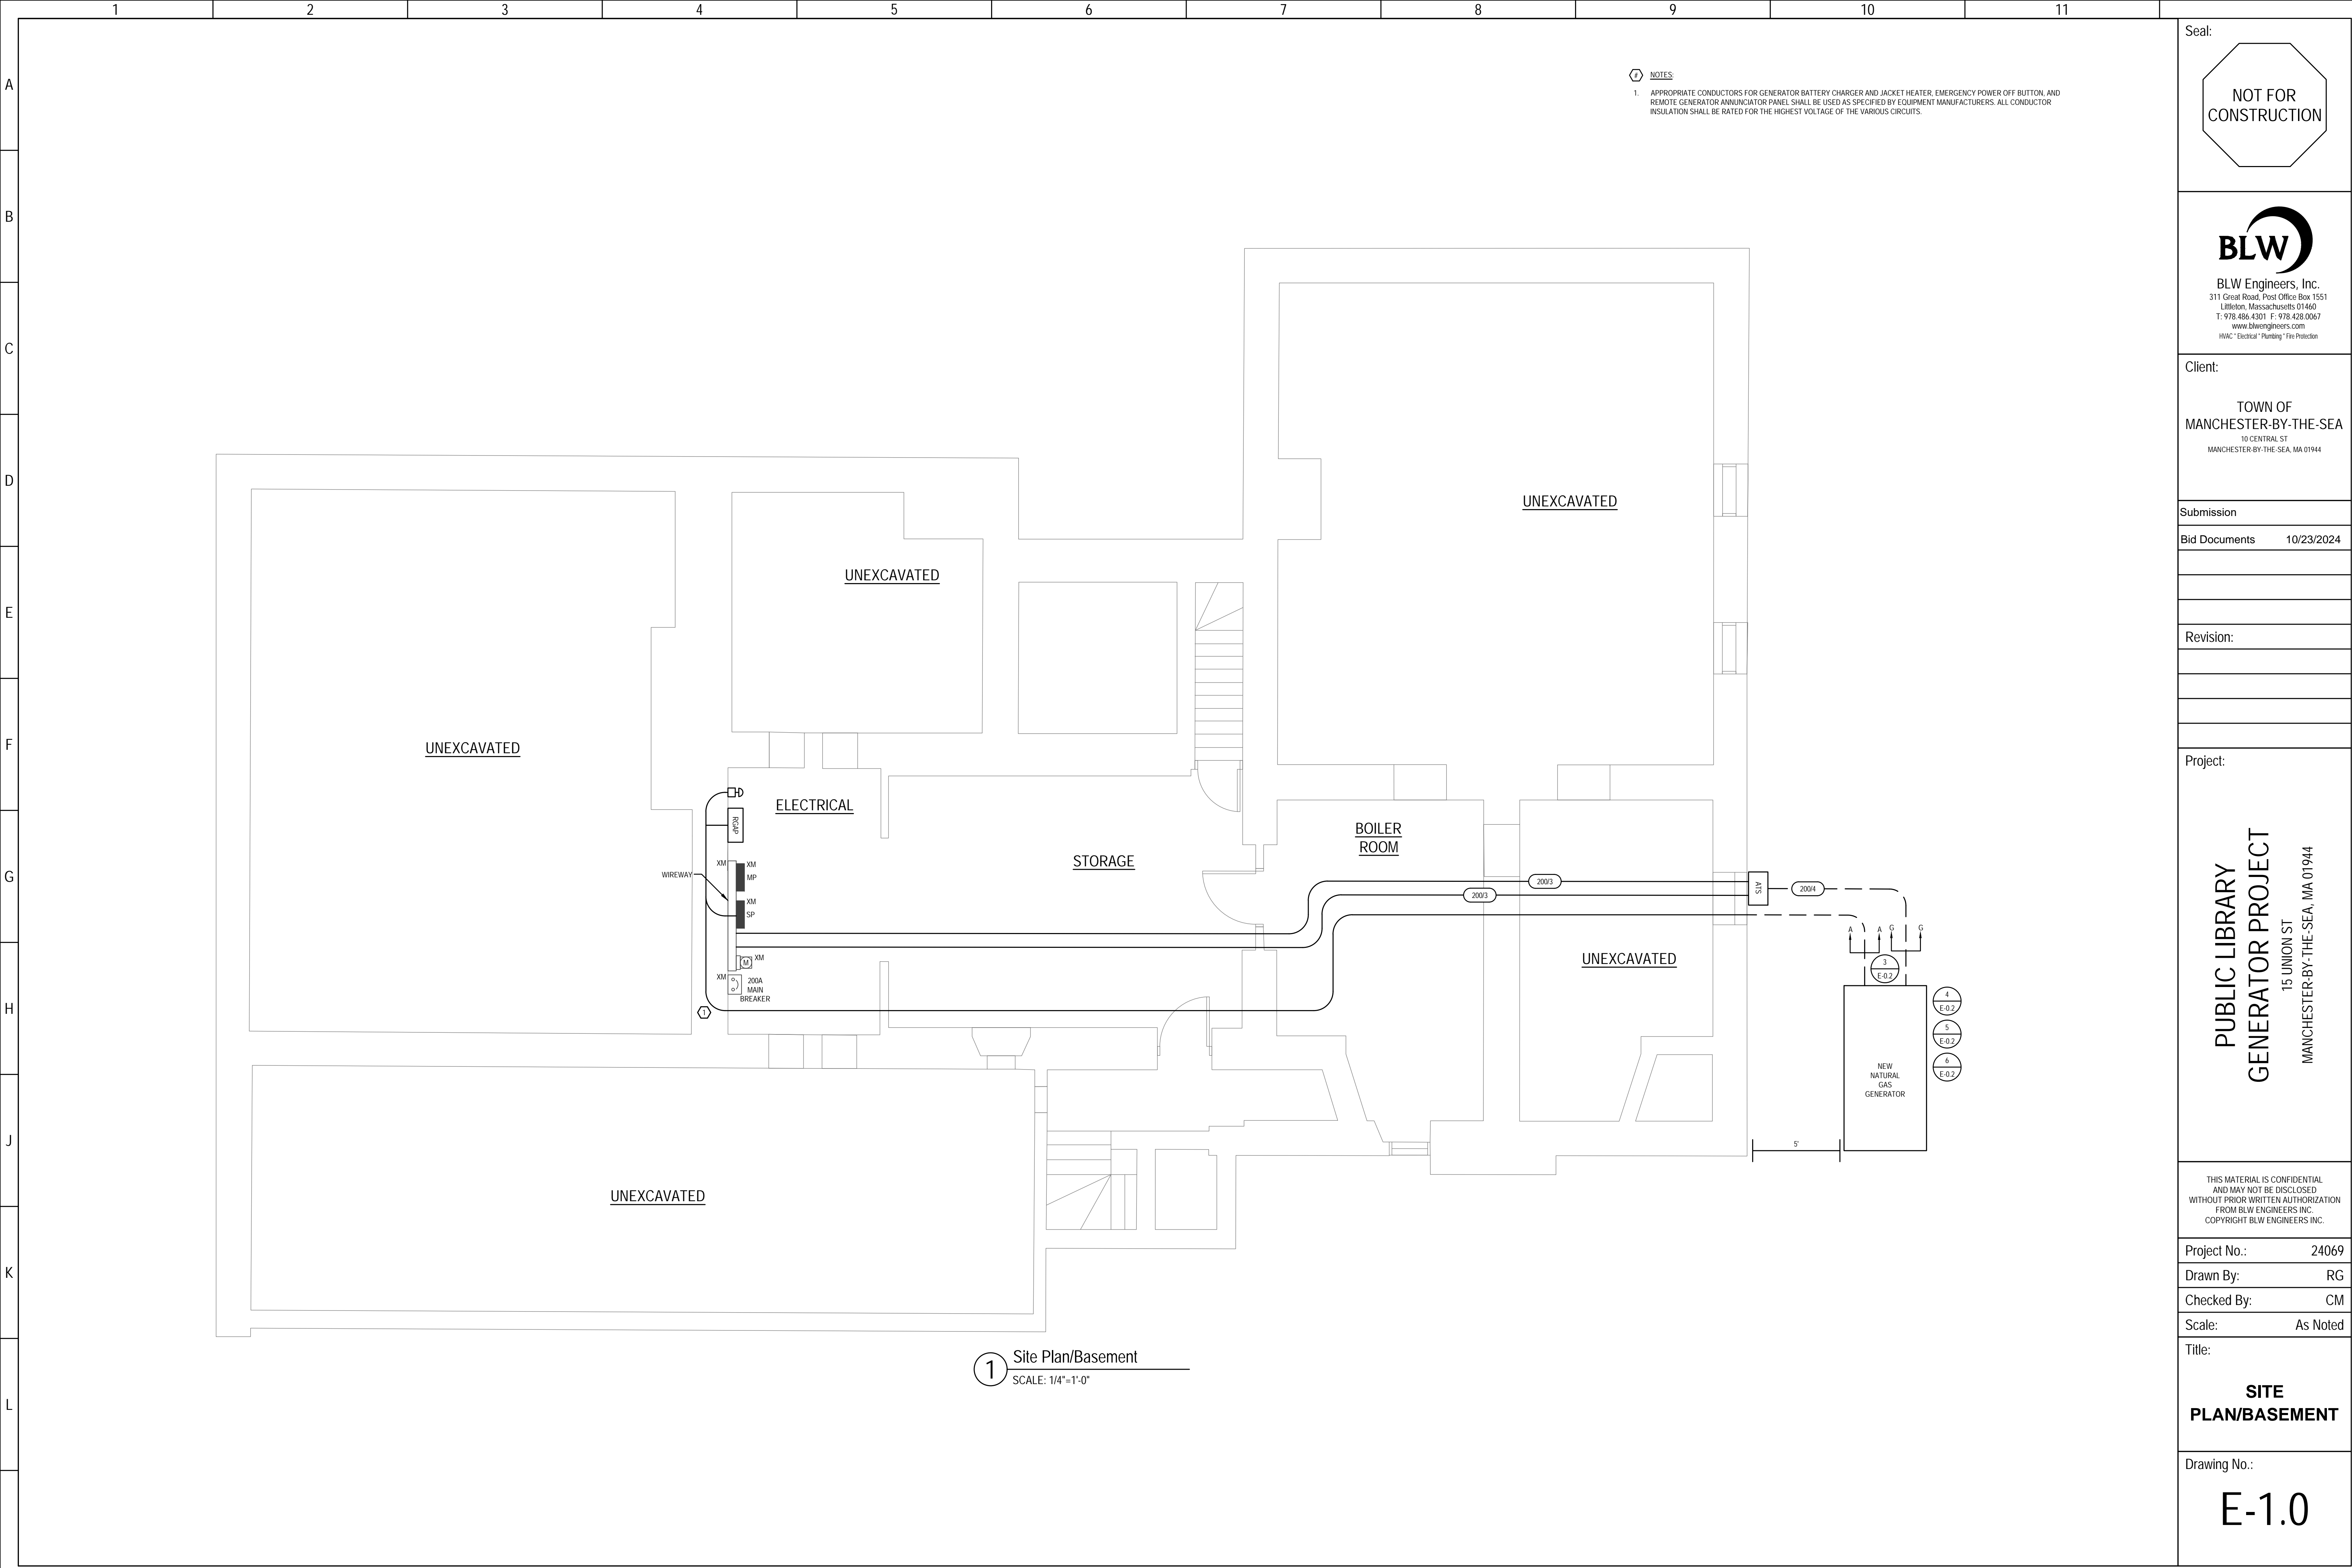 1 2 3 4 5 6 7 8 9 10 11
A
B
C
D
E
F
G
H
J
K
L
# NOTES:
1. APPROPRIATE CONDUCTORS FOR GENERATOR BATTERY CHARGER AND JACKET HEATER, EMERGENCY POWER OFF BUTTON, AND
REMOTE GENERATOR ANNUNCIATOR PANEL SHALL BE USED AS SPECIFIED BY EQUIPMENT MANUFACTURERS. ALL CONDUCTOR
INSULATION SHALL BE RATED FOR THE HIGHEST VOLTAGE OF THE VARIOUS CIRCUITS.
UNEXCAVATED
UNEXCAVATED
UNEXCAVATED
ELECTRICAL
RGAP
BOILER
ROOM
STORAGE
XM XM
MP
WIREWAY
XM
SP
200/3
200/3
ATS
200/4
A A G G
UNEXCAVATED
M XM
XM
200A
MAIN
BREAKER
1
3
E-0.2
4
E-0.2
5
E-0.2
6
E-0.2
NEW
NATURAL
GAS
GENERATOR
5'
UNEXCAVATED
1 Site Plan/Basement
SCALE: 1/4"=1'-0"
Seal:
NOT FOR
CONSTRUCTION
BLW
BLW Engineers, Inc.
311 Great Road, Post Office Box 1551
Littleton, Massachusetts 01460
T: 978.486.4301 F: 978.428.0067
www.blwengineers.com
HVAC * Electrical * Plumbing * Fire Protection
Client:
TOWN OF
MANCHESTER-BY-THE-SEA
10 CENTRAL ST
MANCHESTER-BY-THE-SEA, MA 01944
Submission
Bid Documents 10/23/2024
Revision:
Project:
PUBLIC LIBRARY
GENERATOR PROJECT
15 UNION ST
MANCHESTER-BY-THE-SEA, MA 01944
THIS MATERIAL IS CONFIDENTIAL
AND MAY NOT BE DISCLOSED
WITHOUT PRIOR WRITTEN AUTHORIZATION
FROM BLW ENGINEERS INC.
COPYRIGHT BLW ENGINEERS INC.
Project No.: 24069
Drawn By: RG
Checked By: CM
Scale: As Noted
Title:
SITE
PLAN/BASEMENT
Drawing No.:
E-1.0